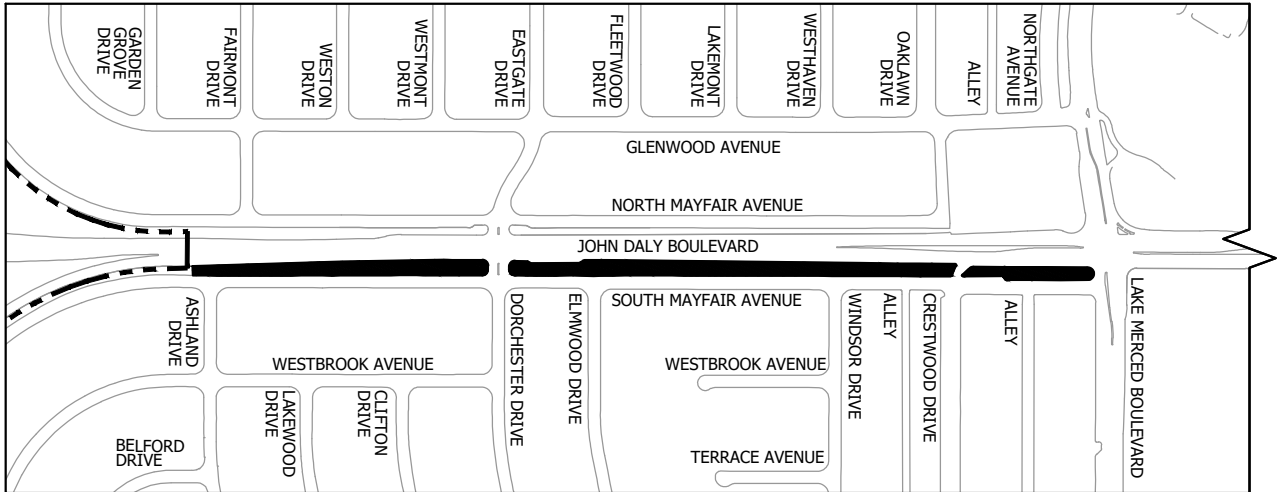 GARDEN
GROVE
DRIVE
FAIRMONT
DRIVE
WESTON
DRIVE
WESTMONT
DRIVE
EASTGATE
DRIVE
FLEETWOOD
DRIVE
LAKEMONT
DRIVE
WESTHAVEN
DRIVE
OAKLAWN
DRIVE
ALLEY
NORTHGATE
AVENUE
GLENWOOD AVENUE
NORTH MAYFAIR AVENUE
JOHN DALY BOULEVARD
SOUTH MAYFAIR AVENUE
ASHLAND
DRIVE
WESTBROOK AVENUE
DORCHESTER DRIVE
ELMWOOD DRIVE
WESTBROOK AVENUE
WINDSOR DRIVE
ALLEY
CRESTWOOD DRIVE
ALLEY
LAKE MERCED BOULEVARD
LAKEWOOD
DRIVE
CLIFTON
DRIVE
BELFORD
DRIVE
TERRACE AVENUE